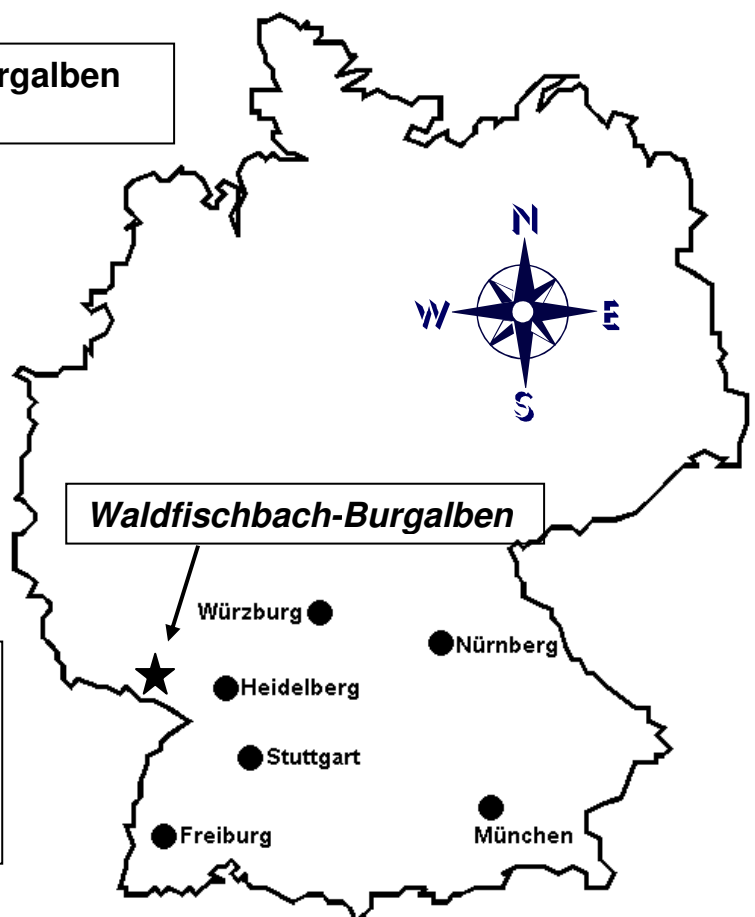 rgalben
N
W
E
S
Waldfischbach-Burgalben
Würzburg
Nürnberg
Heidelberg
Stuttgart
Freiburg
München